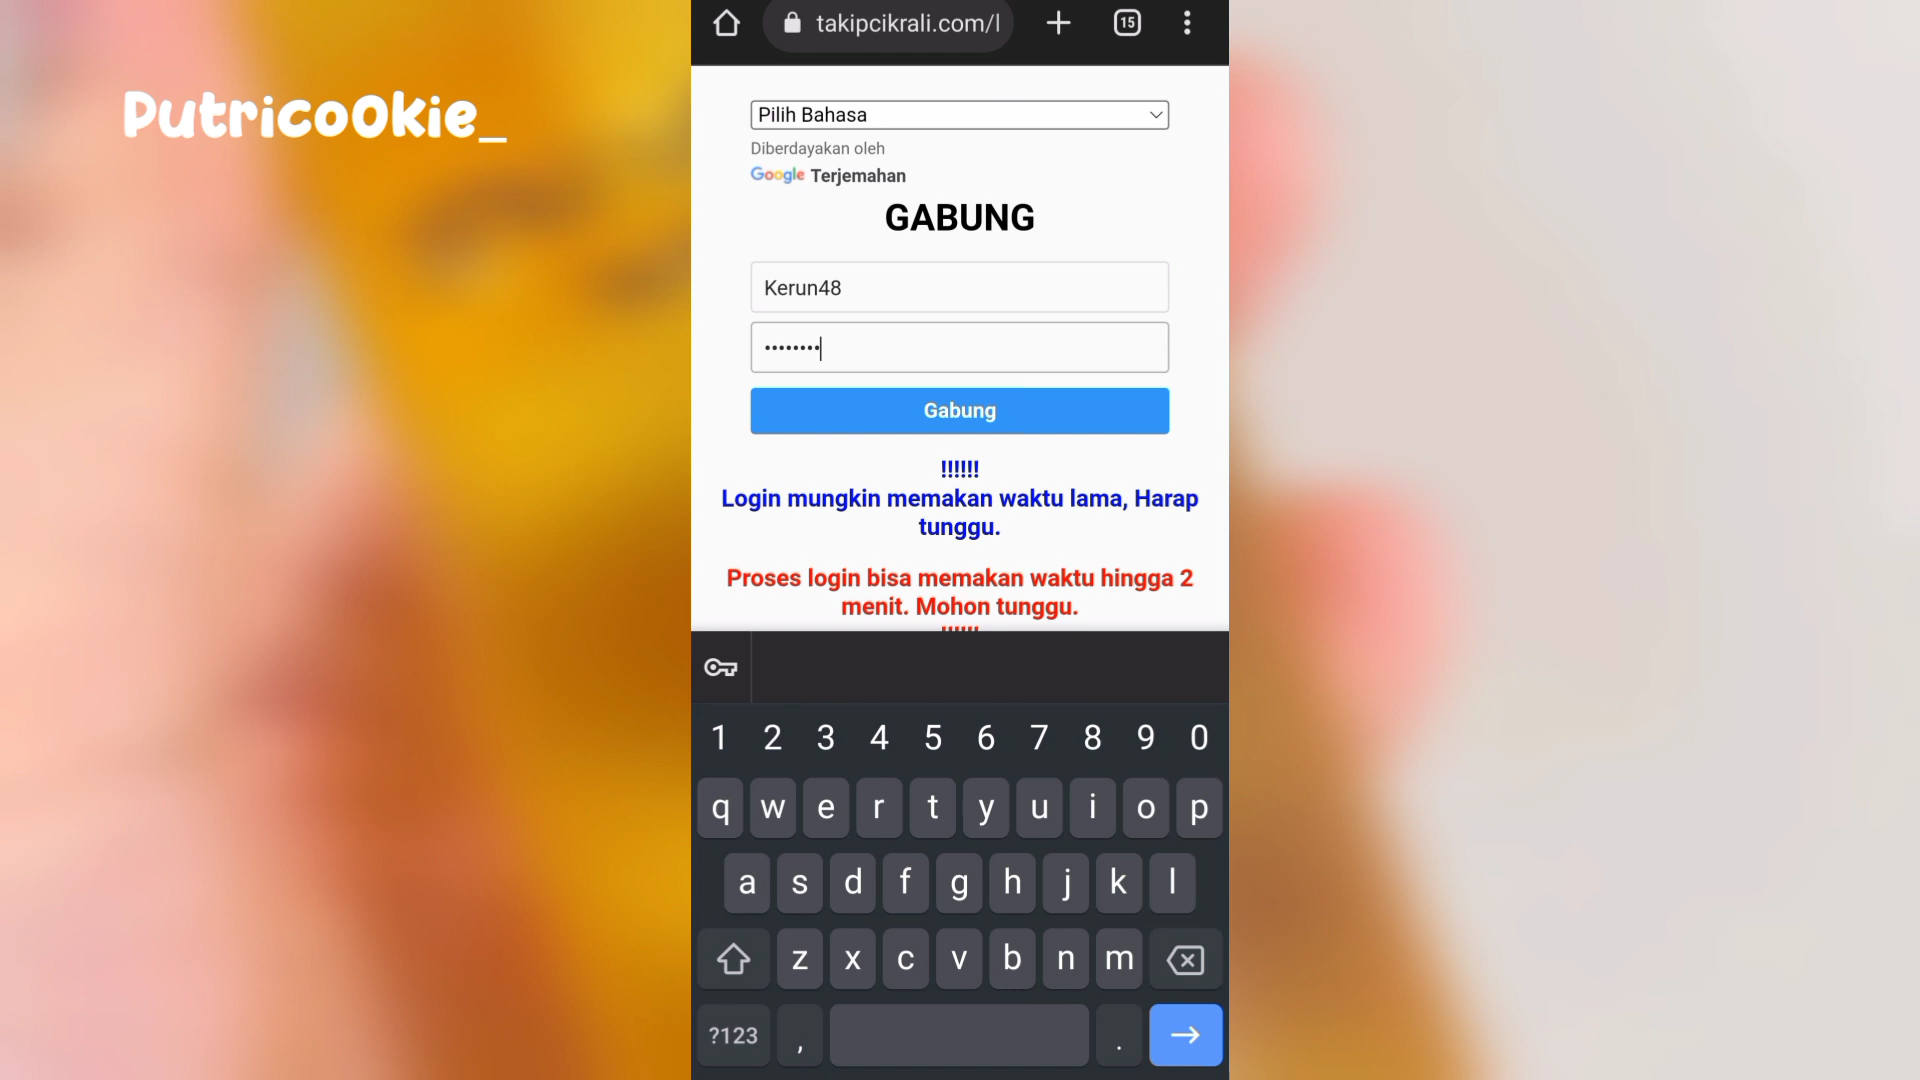 Putrico0kie_
takipcikrali.com/l
15
Pilih Bahasa
Diberdayakan oleh
Google Terjemahan
GABUNG
Kerun48
••••••••
Gabung
!!!!!!
Login mungkin memakan waktu lama, Harap
tunggu.
Proses login bisa memakan waktu hingga 2
menit. Mohon tunggu.
!!!!!!
1 2 3 4 5 6 7 8 9 0
q w e r t y u i o p
a s d f g h j k l
z x c v b n m
?123 , .